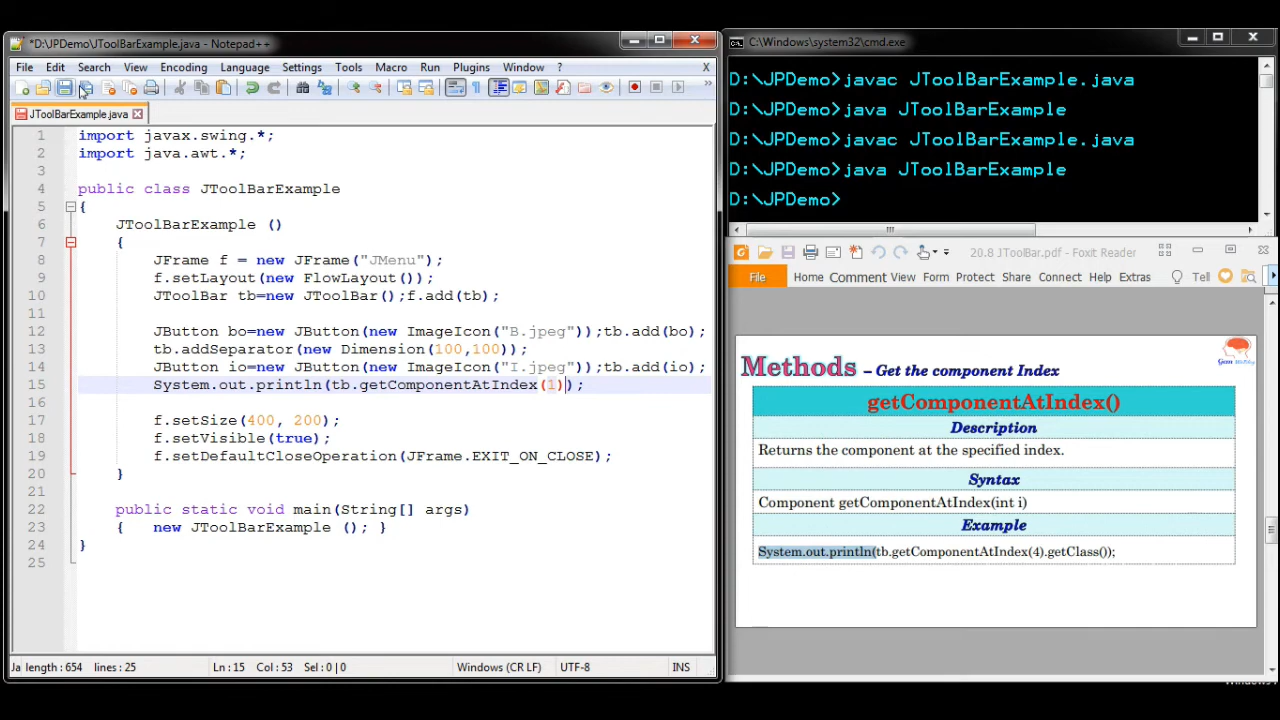 *D:\JPDemo\JToolBarExample.java - Notepad++
File Edit Search View Encoding Language Settings Tools Macro Run Plugins Window ? X
JToolBarExample.java
1 import javax.swing.*;
2 import java.awt.*;
3
4 public class JToolBarExample
5 {
6 JToolBarExample ()
7 {
8 JFrame f = new JFrame("JMenu");
9 f.setLayout(new FlowLayout());
10 JToolBar tb=new JToolBar();f.add(tb);
11
12 JButton bo=new JButton(new ImageIcon("B.jpeg"));tb.add(bo);
13 tb.addSeparator(new Dimension(100,100));
14 JButton io=new JButton(new ImageIcon("I.jpeg"));tb.add(io);
15 System.out.println(tb.getComponentAtIndex(1));
16
17 f.setSize(400, 200);
18 f.setVisible(true);
19 f.setDefaultCloseOperation(JFrame.EXIT_ON_CLOSE);
20 }
21
22 public static void main(String[] args)
23 { new JToolBarExample (); }
24 }
25
Ja length : 654 lines : 25 Ln : 15 Col : 53 Sel : 0 | 0 Windows (CR LF) UTF-8 INS
C:\Windows\system32\cmd.exe
D:\JPDemo>javac JToolBarExample.java
D:\JPDemo>java JToolBarExample
D:\JPDemo>javac JToolBarExample.java
D:\JPDemo>java JToolBarExample
D:\JPDemo>
20.8 JToolBar.pdf - Foxit Reader
File Home Comment View Form Protect Share Connect Help Extras Tell
Methods – Get the component Index
getComponentAtIndex()
Description
Returns the component at the specified index.
Syntax
Component getComponentAtIndex(int i)
Example
System.out.println(tb.getComponentAtIndex(4).getClass());